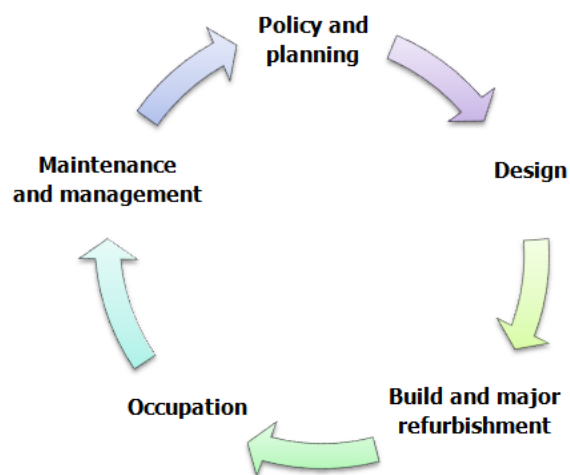 Policy and
planning
Design
Build and major
refurbishment
Occupation
Maintenance
and management